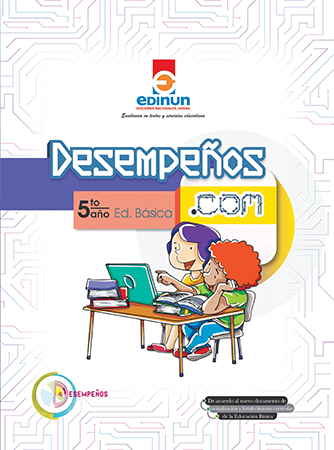 EDINUN
EDICIONES NACIONALES UNIDAS
Excelencia en textos y servicios educativos
Desempeños
.com
5to año Ed. Básica
DESEMPEÑOS
De acuerdo al nuevo documento de
actualización y fortalecimiento curricular
de la Educación Básica.